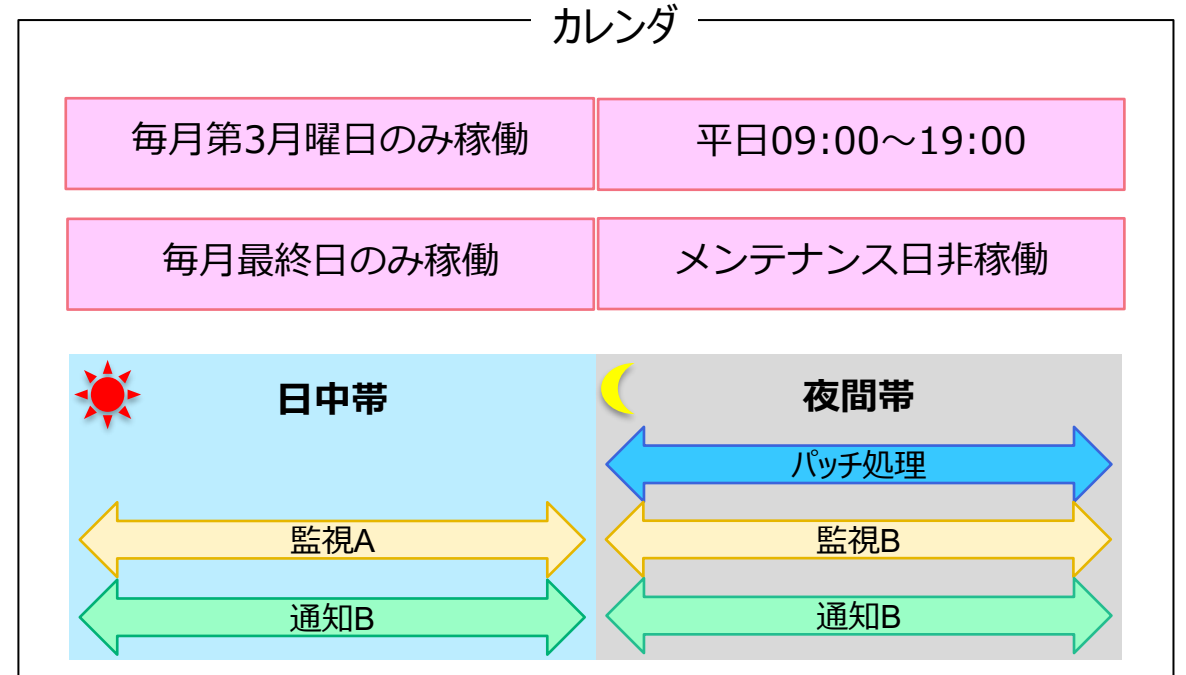 カレンダ
毎月第3月曜日のみ稼働
平日09:00～19:00
毎月最終日のみ稼働
メンテナンス日非稼働
日中帯
夜間帯
パッチ処理
監視A
監視B
通知B
通知B